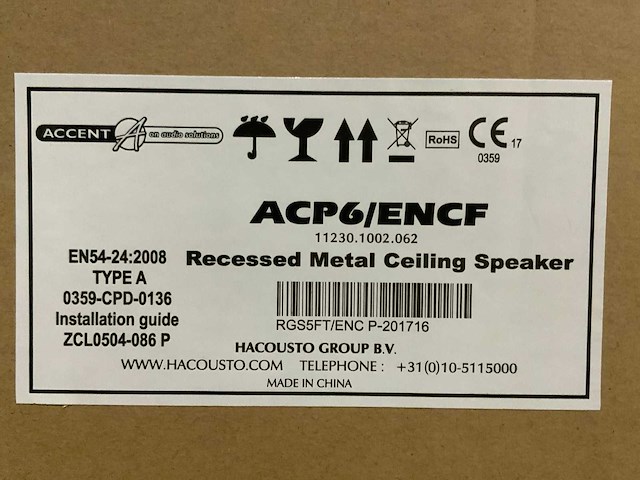 ACCENT A on audio solutions
RoHS
CE 17
0359
ACP6/ENCF
11230.1002.062
Recessed Metal Ceiling Speaker
EN54-24:2008
TYPE A
0359-CPD-0136
Installation guide
ZCL0504-086 P
RGS5FT/ENC P-201716
HACOUSTO GROUP B.V.
WWW.HACOUSTO.COM TELEPHONE : +31(0)10-5115000
MADE IN CHINA